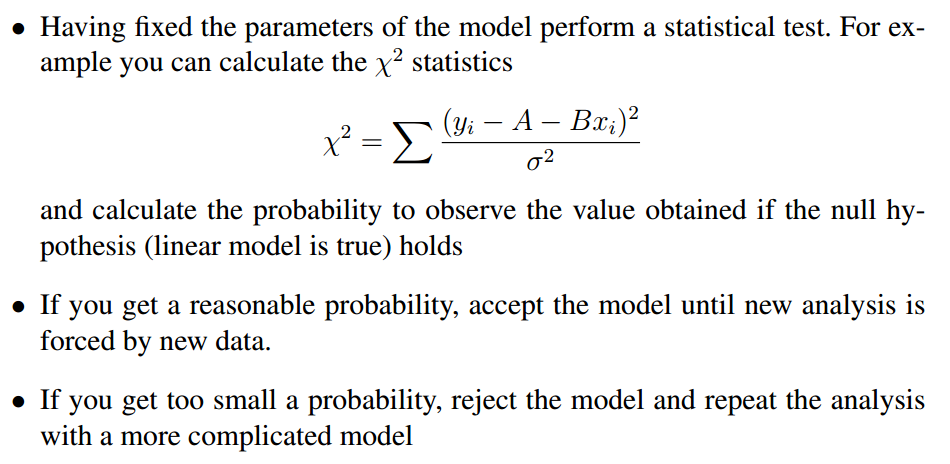 • Having fixed the parameters of the model perform a statistical test. For ex-
ample you can calculate the χ² statistics
χ² = ∑ (yᵢ − A − Bxᵢ)² / σ²
and calculate the probability to observe the value obtained if the null hy-
pothesis (linear model is true) holds
• If you get a reasonable probability, accept the model until new analysis is
forced by new data.
• If you get too small a probability, reject the model and repeat the analysis
with a more complicated model